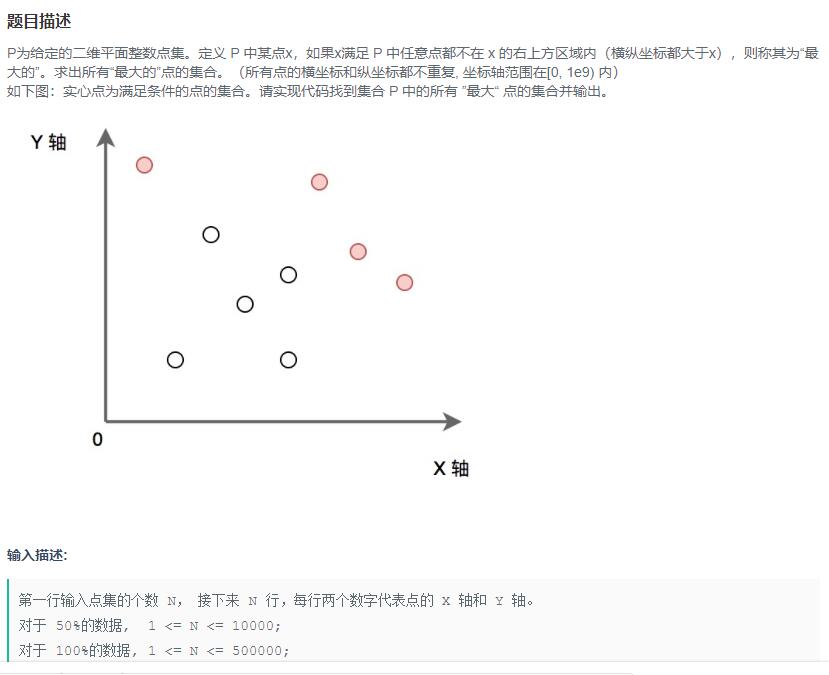 题目描述
P为给定的二维平面整数点集。定义 P 中某点x，如果x满足 P 中任意点都不在 x 的右上方区域内（横纵坐标都大于x），则称其为“最
大的”。求出所有“最大的”点的集合。（所有点的横坐标和纵坐标都不重复, 坐标轴范围在[0, 1e9) 内）
如下图：实心点为满足条件的点的集合。请实现代码找到集合 P 中的所有 ”最大“ 点的集合并输出。
Y 轴
0
X 轴
输入描述:
第一行输入点集的个数 N， 接下来 N 行，每行两个数字代表点的 X 轴和 Y 轴。
对于 50%的数据,  1 <= N <= 10000;
对于 100%的数据, 1 <= N <= 500000;